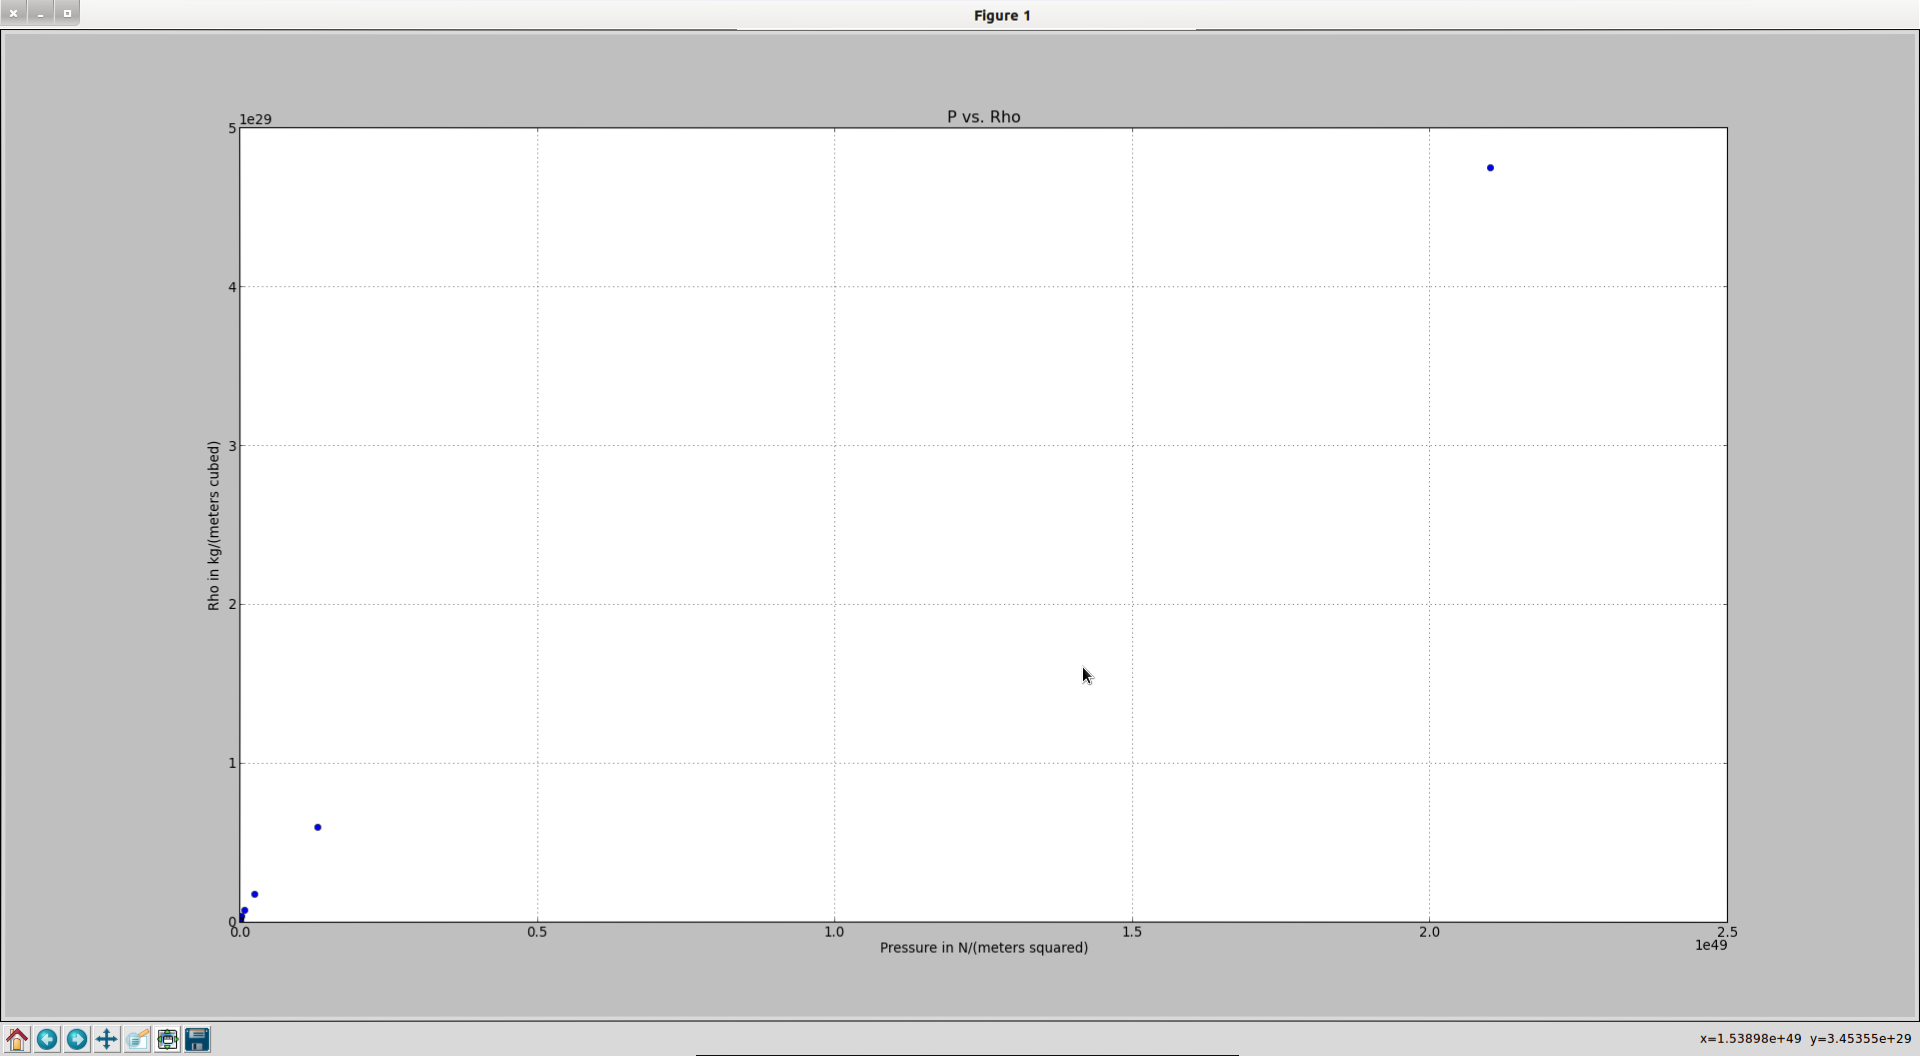 Figure 1
P vs. Rho
1e29
5
4
3
2
1
0
Rho in kg/(meters cubed)
0.0 0.5 1.0 1.5 2.0 2.5
1e49
Pressure in N/(meters squared)
x=1.53898e+49 y=3.45355e+29